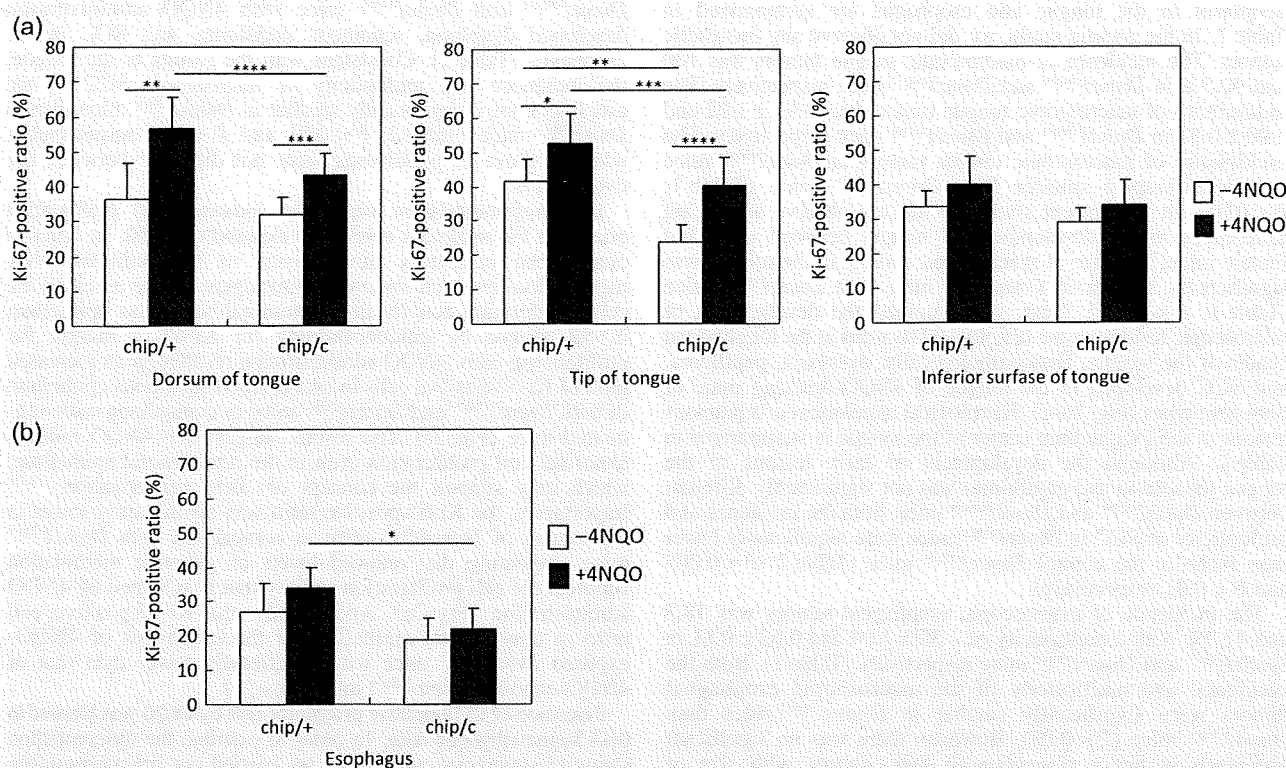 (a)
Ki-67-positive ratio (%)
80
70
60
50
40
30
20
10
0
**
****
***
chip/+
chip/c
Dorsum of tongue
Ki-67-positive ratio (%)
80
70
60
50
40
30
20
10
0
**
***
*
****
chip/+
chip/c
Tip of tongue
Ki-67-positive ratio (%)
80
70
60
50
40
30
20
10
0
chip/+
chip/c
Inferior surfase of tongue
–4NQO
+4NQO
(b)
Ki-67-positive ratio (%)
80
70
60
50
40
30
20
10
0
*
chip/+
chip/c
Esophagus
–4NQO
+4NQO